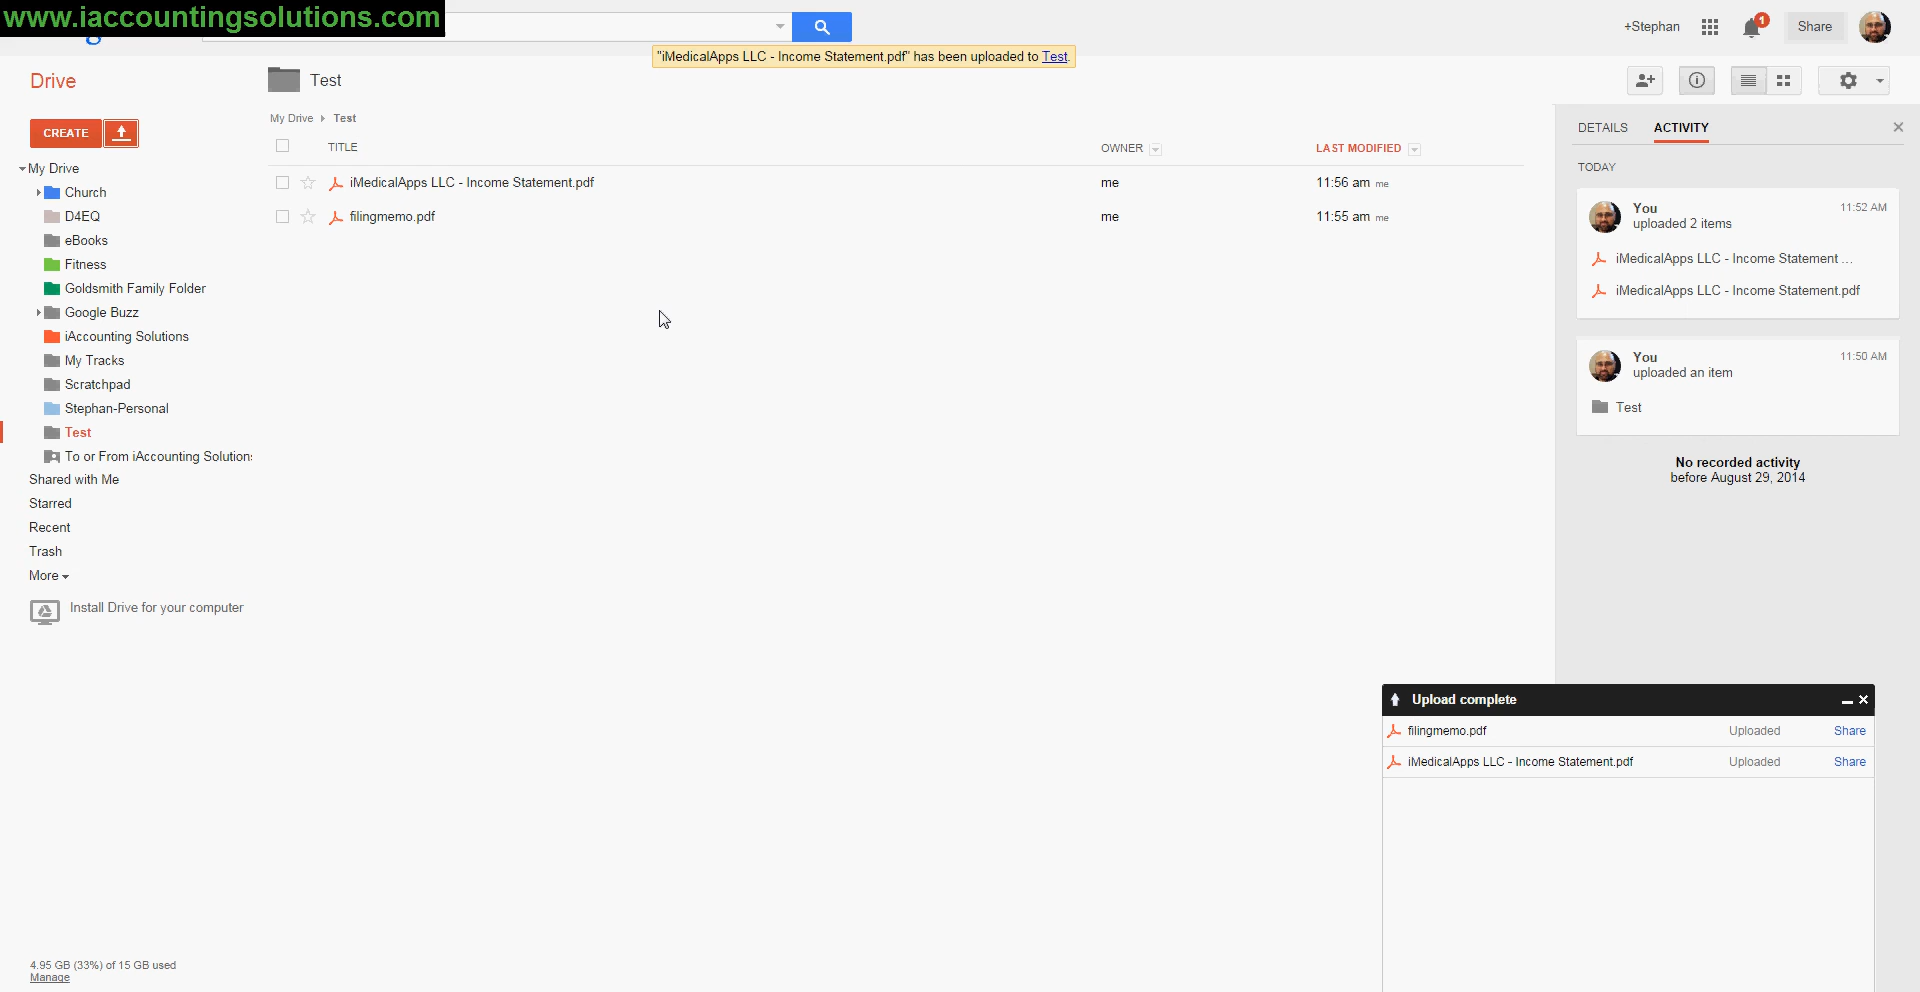 www.iaccountingsolutions.com
+Stephan
1
Share
"iMedicalApps LLC - Income Statement.pdf" has been uploaded to Test.
Drive
Test
CREATE
My Drive
Church
D4EQ
eBooks
Fitness
Goldsmith Family Folder
Google Buzz
iAccounting Solutions
My Tracks
Scratchpad
Stephan-Personal
Test
To or From iAccounting Solutions
Shared with Me
Starred
Recent
Trash
More
Install Drive for your computer
4.95 GB (33%) of 15 GB used
Manage
My Drive Test
TITLE OWNER LAST MODIFIED
iMedicalApps LLC - Income Statement.pdf me 11:56 am me
filingmemo.pdf me 11:55 am me
DETAILS ACTIVITY
TODAY
You 11:52 AM
uploaded 2 items
iMedicalApps LLC - Income Statement ...
iMedicalApps LLC - Income Statement.pdf
You 11:50 AM
uploaded an item
Test
No recorded activity
before August 29, 2014
Upload complete
filingmemo.pdf Uploaded Share
iMedicalApps LLC - Income Statement.pdf Uploaded Share